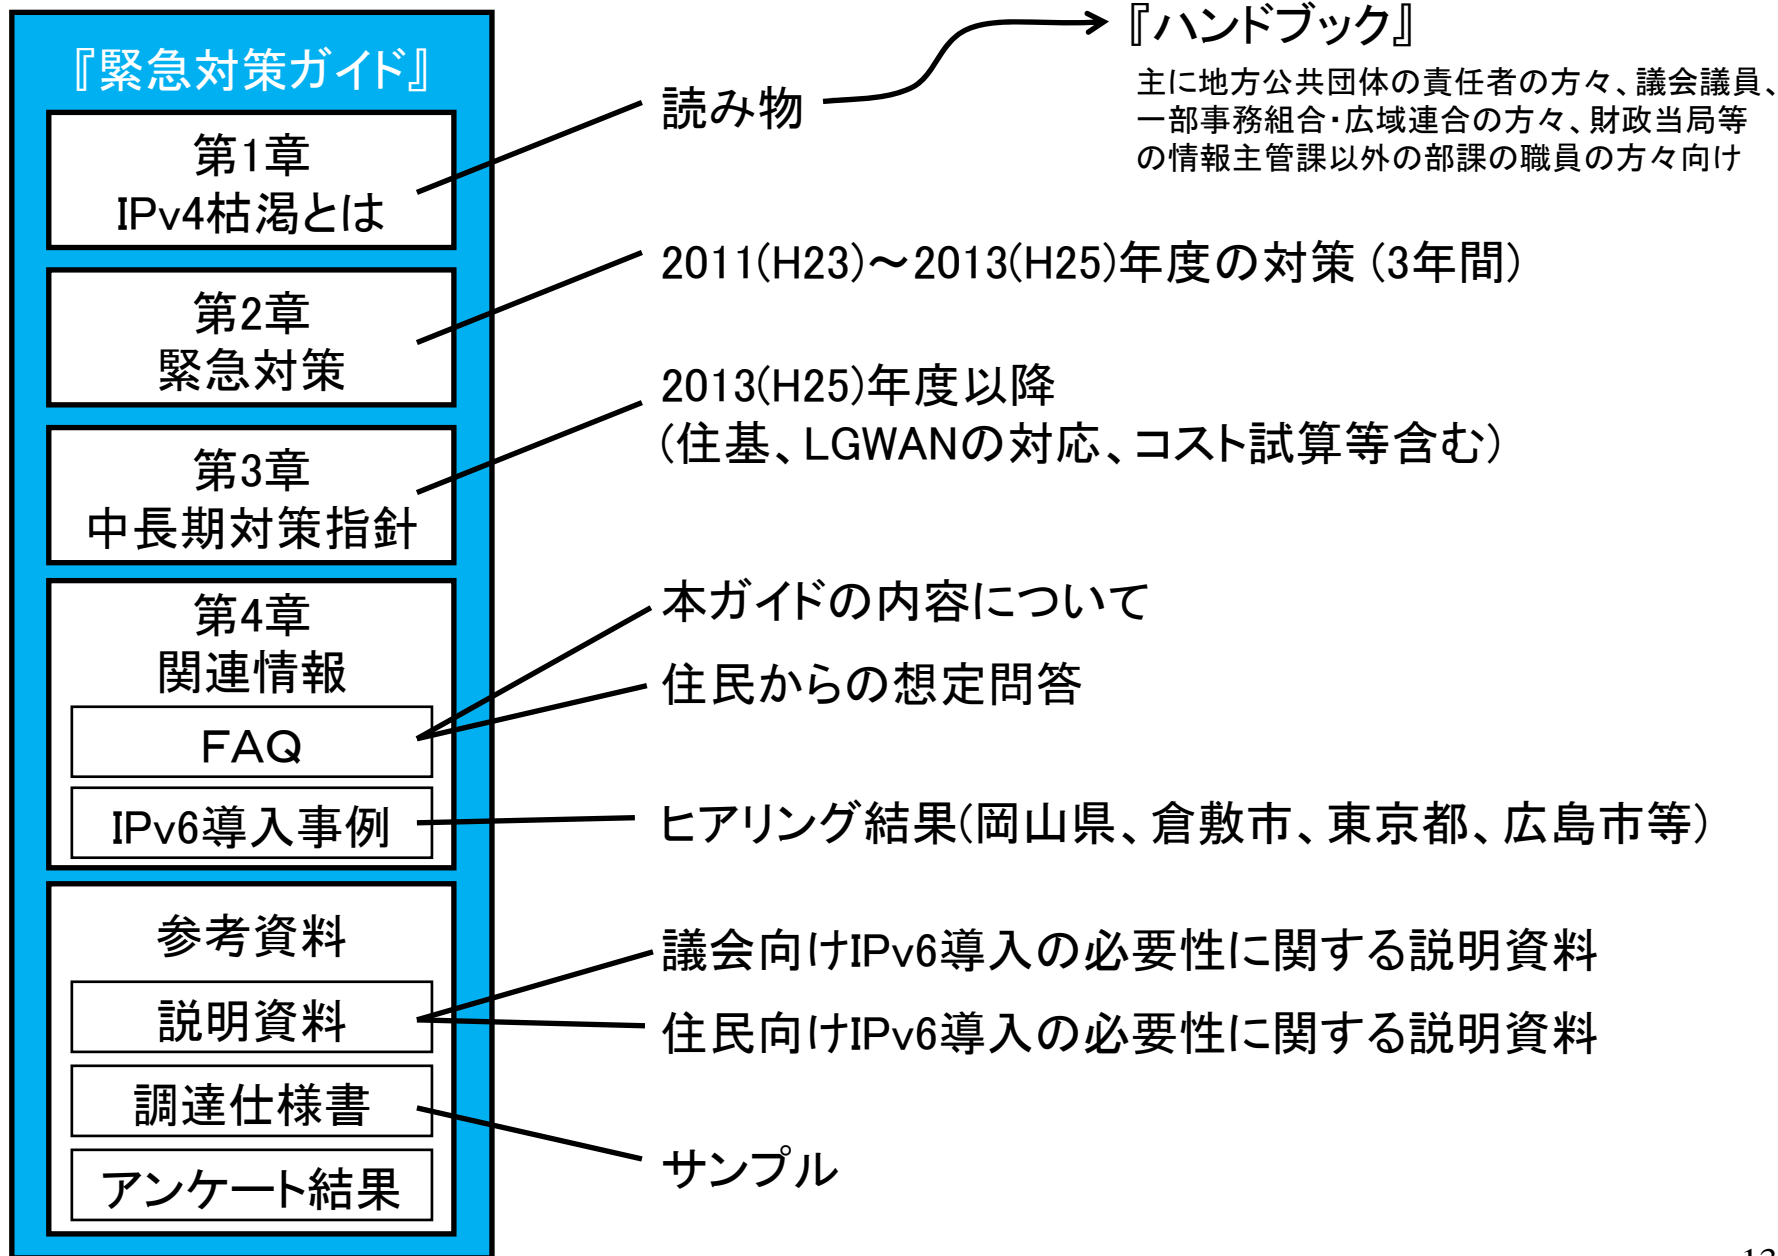 『緊急対策ガイド』
第1章
IPv4枯渇とは
第2章
緊急対策
第3章
中長期対策指針
第4章
関連情報
FAQ
IPv6導入事例
参考資料
説明資料
調達仕様書
アンケート結果
読み物
『ハンドブック』
主に地方公共団体の責任者の方々、議会議員、
一部事務組合・広域連合の方々、財政当局等
の情報主管課以外の部課の職員の方々向け
2011(H23)～2013(H25)年度の対策 (3年間)
2013(H25)年度以降
(住基、LGWANの対応、コスト試算等含む)
本ガイドの内容について
住民からの想定問答
ヒアリング結果(岡山県、倉敷市、東京都、広島市等)
議会向けIPv6導入の必要性に関する説明資料
住民向けIPv6導入の必要性に関する説明資料
サンプル